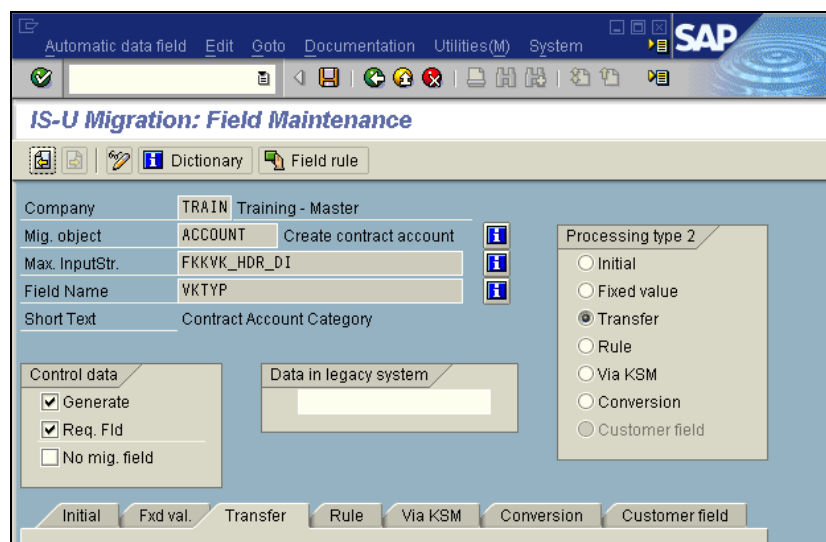 Automatic data field Edit Goto Documentation Utilities(M) System
SAP
IS-U Migration: Field Maintenance
Dictionary Field rule
Company TRAIN Training - Master
Mig. object ACCOUNT Create contract account
Max. InputStr. FKKVK_HDR_DI
Field Name VKTYP
Short Text Contract Account Category
Processing type 2
Initial
Fixed value
Transfer
Rule
Via KSM
Conversion
Customer field
Control data
Generate
Req. Fld
No mig. field
Data in legacy system
Initial Fxd val. Transfer Rule Via KSM Conversion Customer field